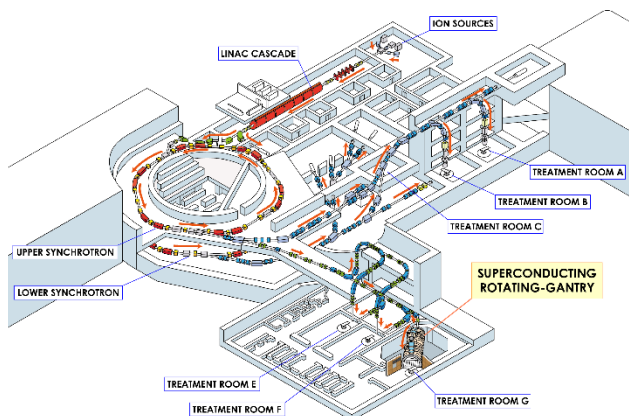 ION SOURCES
LINAC CASCADE
TREATMENT ROOM A
TREATMENT ROOM B
TREATMENT ROOM C
UPPER SYNCHROTRON
LOWER SYNCHROTRON
SUPERCONDUCTING
ROTATING-GANTRY
TREATMENT ROOM E
TREATMENT ROOM F
TREATMENT ROOM G